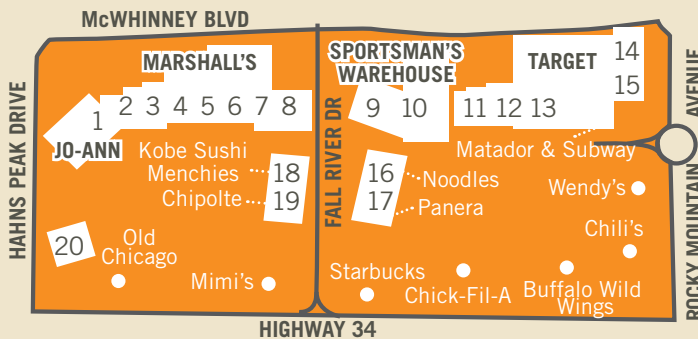 McWHINNEY BLVD
HAHNS PEAK DRIVE
MARSHALL'S
SPORTSMAN'S
WAREHOUSE
TARGET
14
15
1
2
3
4
5
6
7
8
9
10
11
12
13
JO-ANN
FALL RIVER DR
ROCKY MOUNTAIN AVENUE
Kobe Sushi
Menchies
18
Chipolte
19
16
Noodles
17
Panera
Matador & Subway
Wendy's
Chili's
20
Old
Chicago
Mimi's
Starbucks
Chick-Fil-A
Buffalo Wild
Wings
HIGHWAY 34